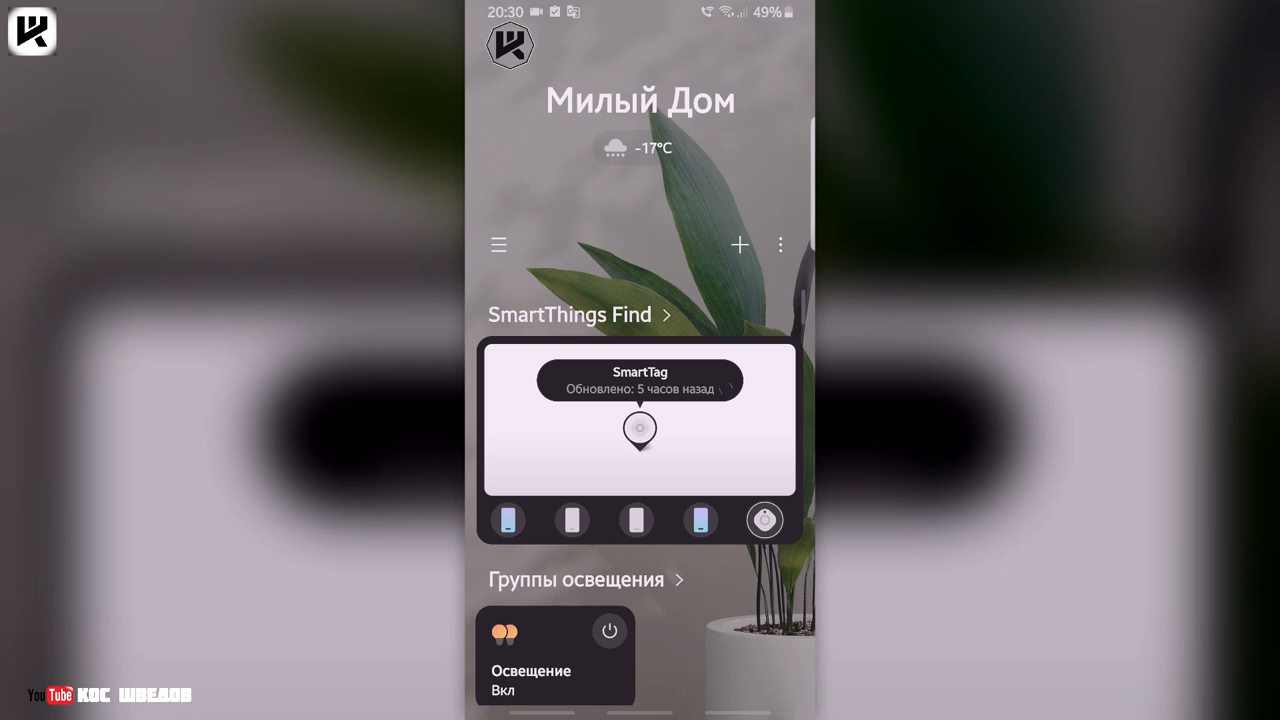 20:30
49%
Милый Дом
-17°C
SmartThings Find
SmartTag
Обновлено: 5 часов назад
Группы освещения
Освещение
Вкл
YouTube КОС ШВЕДОВ